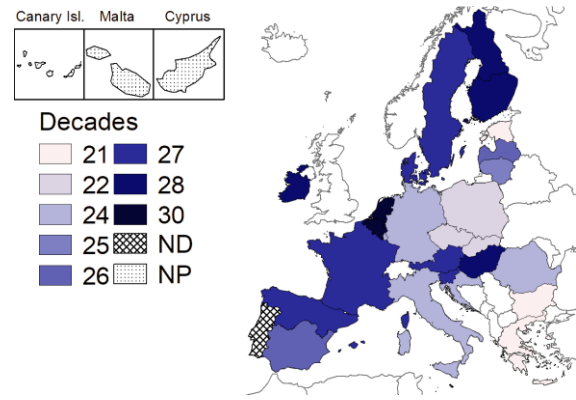 Canary Isl. Malta Cyprus
Decades
21 27
22 28
24 30
25 ND
26 NP